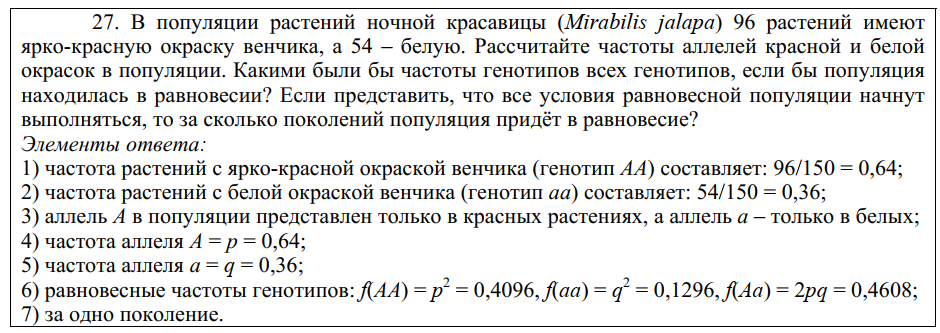 27. В популяции растений ночной красавицы (Mirabilis jalapa) 96 растений имеют
ярко-красную окраску венчика, а 54 – белую. Рассчитайте частоты аллелей красной и белой
окрасок в популяции. Какими были бы частоты генотипов всех генотипов, если бы популяция
находилась в равновесии? Если представить, что все условия равновесной популяции начнут
выполняться, то за сколько поколений популяция придёт в равновесие?
Элементы ответа:
1) частота растений с ярко-красной окраской венчика (генотип AA) составляет: 96/150 = 0,64;
2) частота растений с белой окраской венчика (генотип aa) составляет: 54/150 = 0,36;
3) аллель A в популяции представлен только в красных растениях, а аллель a – только в белых;
4) частота аллеля A = p = 0,64;
5) частота аллеля a = q = 0,36;
6) равновесные частоты генотипов: f(AA) = p² = 0,4096, f(aa) = q² = 0,1296, f(Aa) = 2pq = 0,4608;
7) за одно поколение.